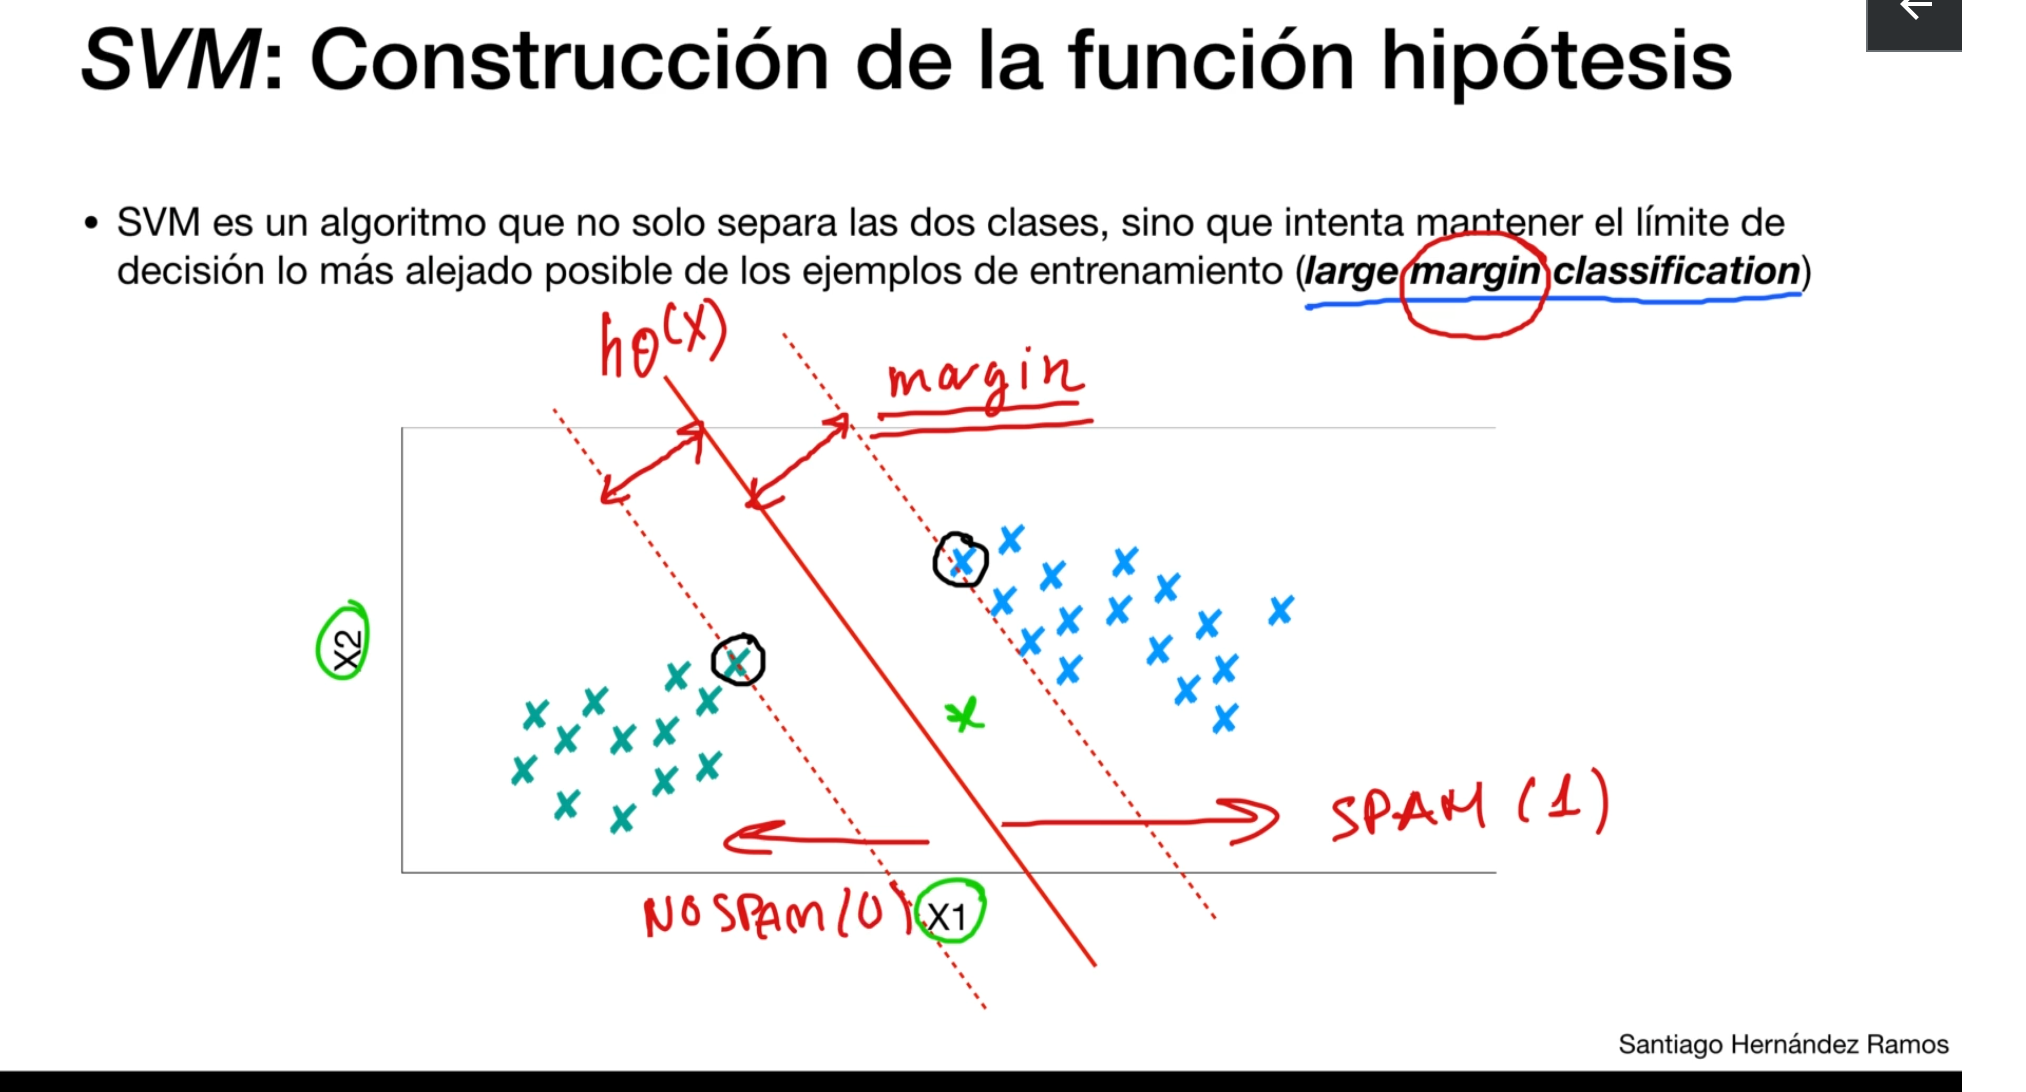 SVM: Construcción de la función hipótesis
• SVM es un algoritmo que no solo separa las dos clases, sino que intenta mantener el límite de
decisión lo más alejado posible de los ejemplos de entrenamiento (large margin classification)
hθ(x)
margin
X2
SPAM (1)
NO SPAM (0)
X1
Santiago Hernández Ramos